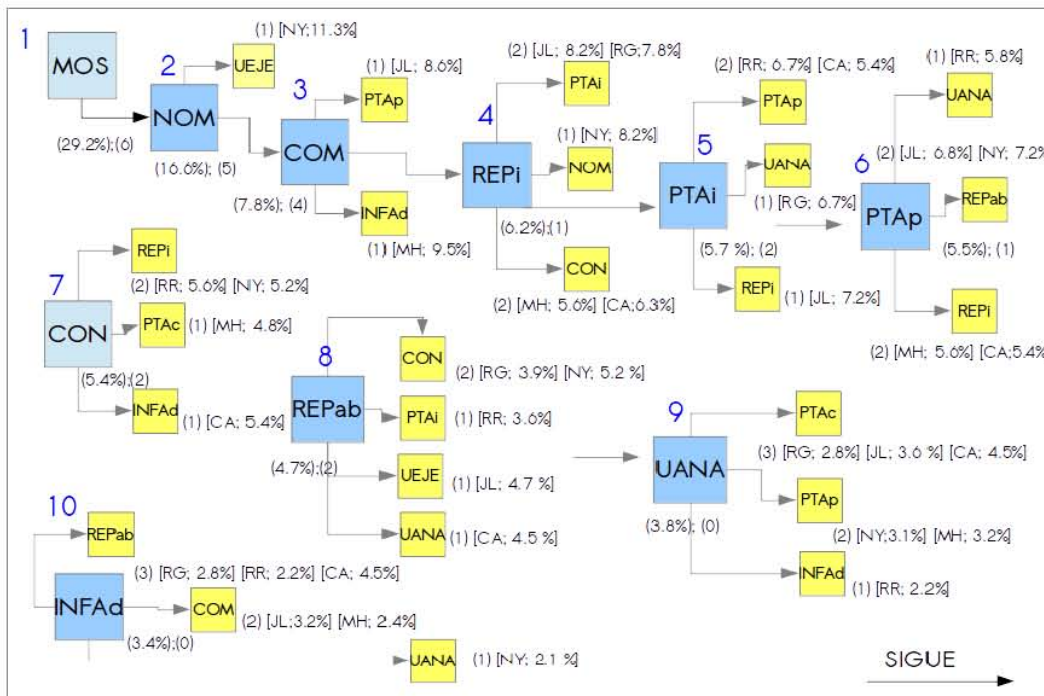 1
MOS
(29.2%);(6)
2
NOM
(16.6%); (5)
(1) [NY;11.3%]
UEJE
3
COM
(7.8%); (4)
(1) [JL; 8.6%]
PTAp
INFAd
(1) [MH; 9.5%]
4
REPi
(6.2%);(1)
(2) [JL; 8.2%] [RG;7.8%]
PTAi
(1) [NY; 8.2%]
NOM
CON
(2) [MH; 5.6%] [CA;6.3%]
5
PTAi
(5.7 %); (2)
(2) [RR; 6.7%] [CA; 5.4%]
PTAp
UANA
(1) [RG; 6.7%]
REPi
(1) [JL; 7.2%]
6
PTAp
(5.5%); (1)
(1) [RR; 5.8%]
UANA
(2) [JL; 6.8%] [NY; 7.2%
REPab
REPi
(2) [MH; 5.6%] [CA;5.4%
7
CON
(5.4%);(2)
REPi
(2) [RR; 5.6%] [NY; 5.2%]
PTAc
(1) [MH; 4.8%]
INFAd
(1) [CA; 5.4%]
8
REPab
(4.7%);(2)
CON
(2) [RG; 3.9%] [NY; 5.2 %]
PTAi
(1) [RR; 3.6%]
UEJE
(1) [JL; 4.7 %]
UANA
(1) [CA; 4.5 %]
9
UANA
(3.8%); (0)
PTAc
(3) [RG; 2.8%] [JL; 3.6 %] [CA; 4.5%]
PTAp
(2) [NY;3.1%] [MH; 3.2%]
INFAd
(1) [RR; 2.2%]
10
INFAd
(3.4%);(0)
REPab
(3) [RG; 2.8%] [RR; 2.2%] [CA; 4.5%]
COM
(2) [JL;3.2%] [MH; 2.4%]
UANA
(1) [NY; 2.1 %]
SIGUE